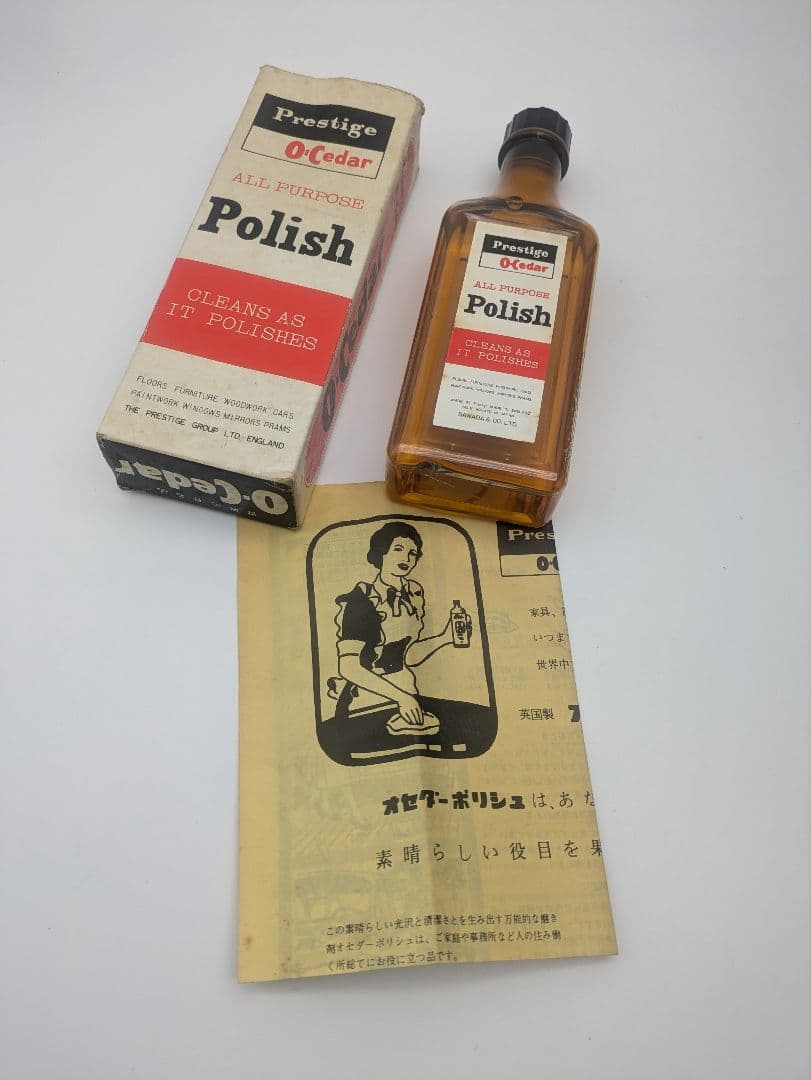 Prestige
O-Cedar
ALL PURPOSE
Polish
CLEANS AS
IT POLISHES
FLOORS FURNITURE WOODWORK CARS
PAINTWORK WINDOWS MIRRORS PRAMS
THE PRESTIGE GROUP LTD. ENGLAND
O-Cedar
O-Cedar
Prestige
O-Cedar
ALL PURPOSE
Polish
CLEANS AS
IT POLISHES
SAWADA & CO. LTD.
Pres
O-C
家具、
いつま
世界中
英国製 オ
オセダーポリシュは、あな
素晴らしい役目を果
この素晴らしい光沢と清潔さとを生み出す万能的な磨き
剤オセダーポリシュは、ご家庭や事務所など人の住み働
く所総てにお役に立つ品です。